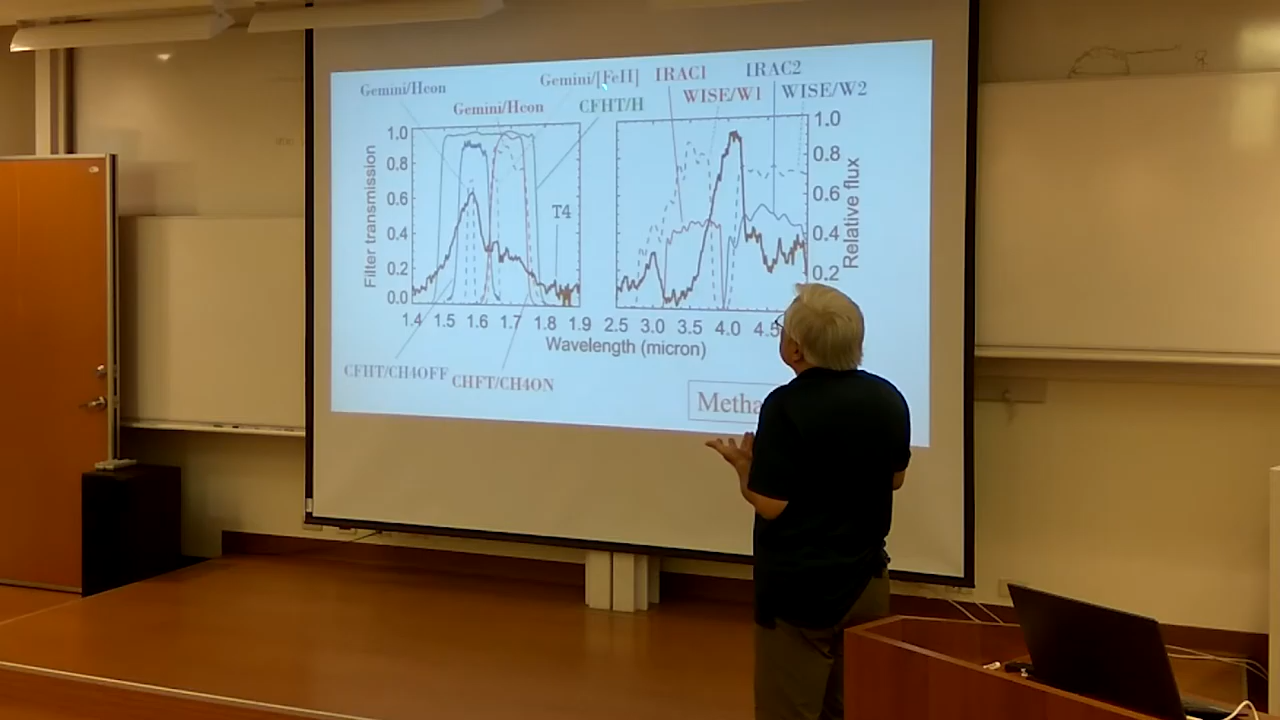 Gemini/[FeII] IRAC1 IRAC2
Gemini/Hcon Gemini/Hcon CFHT/H WISE/W1 WISE/W2
1.0 1.0
0.8 0.8
0.6 T4 0.6
0.4 0.4
0.2 0.2
0.0
Filter transmission
Relative flux
1.4 1.5 1.6 1.7 1.8 1.9 2.5 3.0 3.5 4.0 4.5
Wavelength (micron)
CFHT/CH4OFF CHFT/CH4ON
Metha